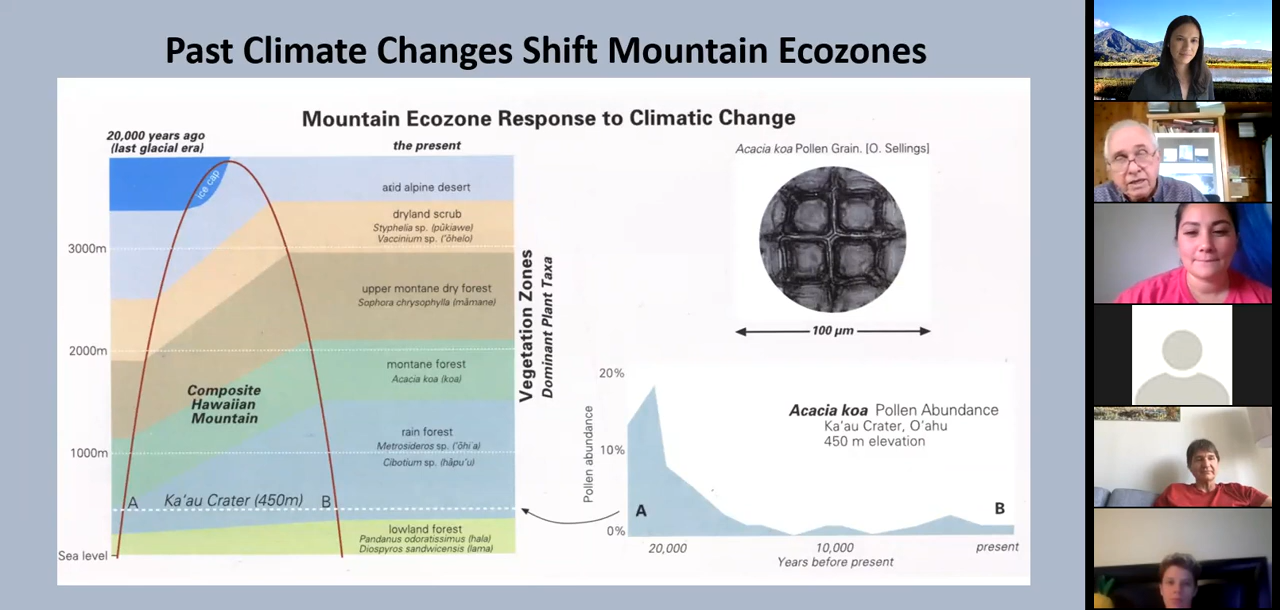 Past Climate Changes Shift Mountain Ecozones
Mountain Ecozone Response to Climatic Change
20,000 years ago
(last glacial era)
the present
ice cap
arid alpine desert
dryland scrub
Styphelia sp. (pūkiawe)
Vaccinium sp. ('ōhelo)
3000m
upper montane dry forest
Sophora chrysophylla (māmane)
2000m
montane forest
Acacia koa (koa)
Composite
Hawaiian
Mountain
rain forest
Metrosideros sp. ('ōhi'a)
Cibotium sp. (hāpu'u)
1000m
A Ka'au Crater (450m) B
lowland forest
Pandanus odoratissimus (hala)
Diospyros sandwicensis (lama)
Sea level
Vegetation Zones
Dominant Plant Taxa
Acacia koa Pollen Grain. [O. Sellings]
100 µm
20%
10%
0%
Pollen abundance
Acacia koa Pollen Abundance
Ka'au Crater, O'ahu
450 m elevation
A
B
20,000
10,000
present
Years before present